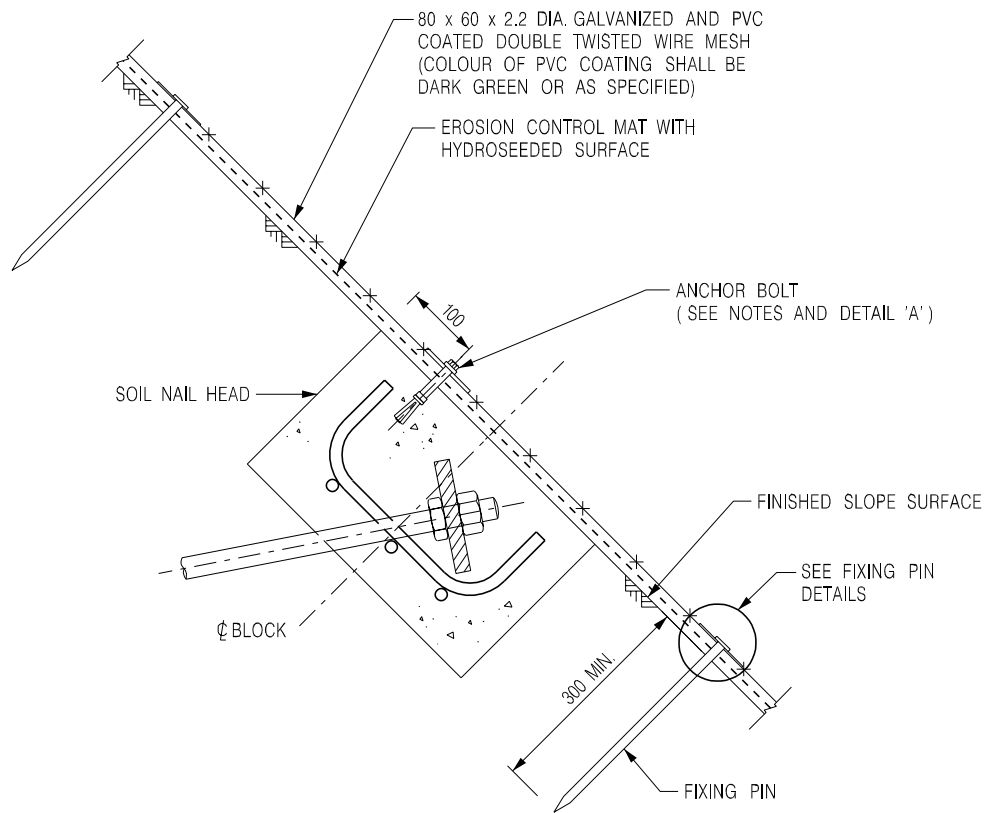 80 x 60 x 2.2 DIA. GALVANIZED AND PVC
COATED DOUBLE TWISTED WIRE MESH
(COLOUR OF PVC COATING SHALL BE
DARK GREEN OR AS SPECIFIED)
EROSION CONTROL MAT WITH
HYDROSEEDED SURFACE
ANCHOR BOLT
( SEE NOTES AND DETAIL 'A' )
100
SOIL NAIL HEAD
FINISHED SLOPE SURFACE
SEE FIXING PIN
DETAILS
℄ BLOCK
300 MIN.
FIXING PIN